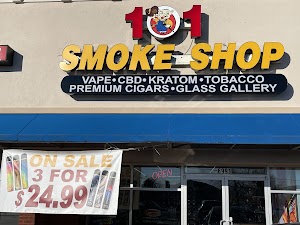 101
SMOKE SHOP
VAPE•CBD•KRATOM•TOBACCO
PREMIUM CIGARS•GLASS GALLERY
ON SALE
3 FOR
$24.99
OPEN